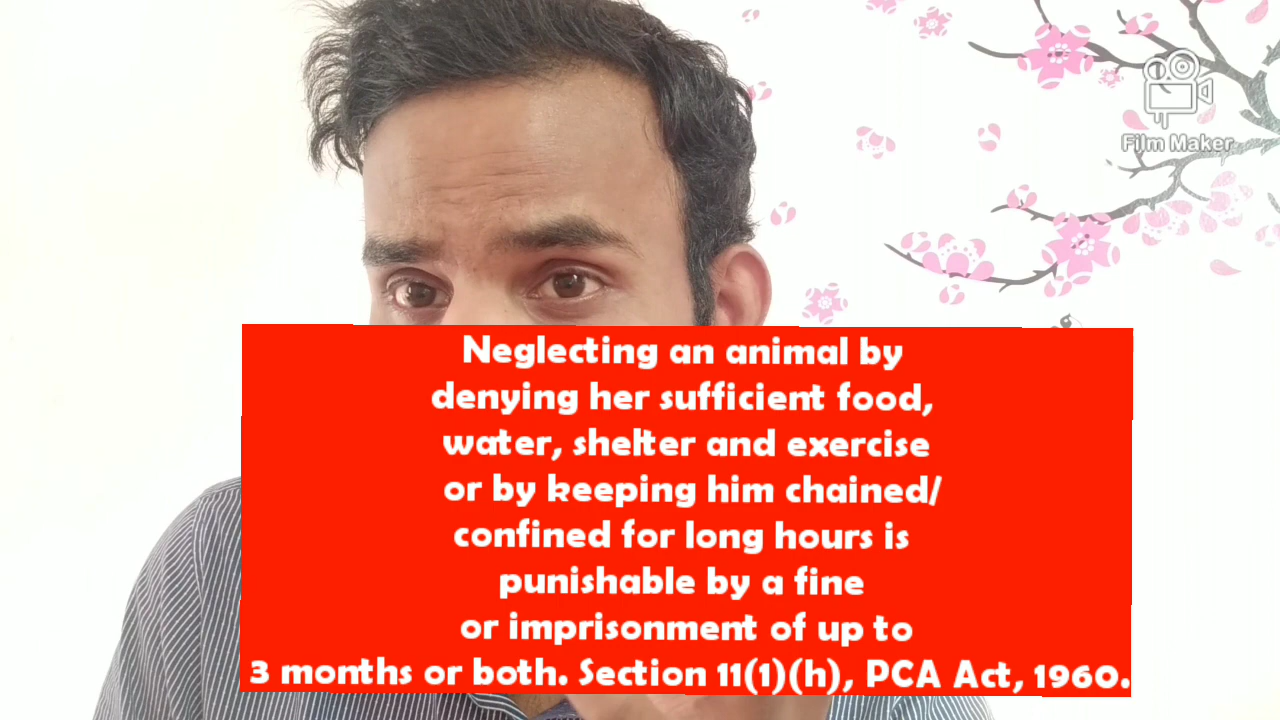 Film Maker
Neglecting an animal by
denying her sufficient food,
water, shelter and exercise
or by keeping him chained/
confined for long hours is
punishable by a fine
or imprisonment of up to
3 months or both. Section 11(1)(h), PCA Act, 1960.